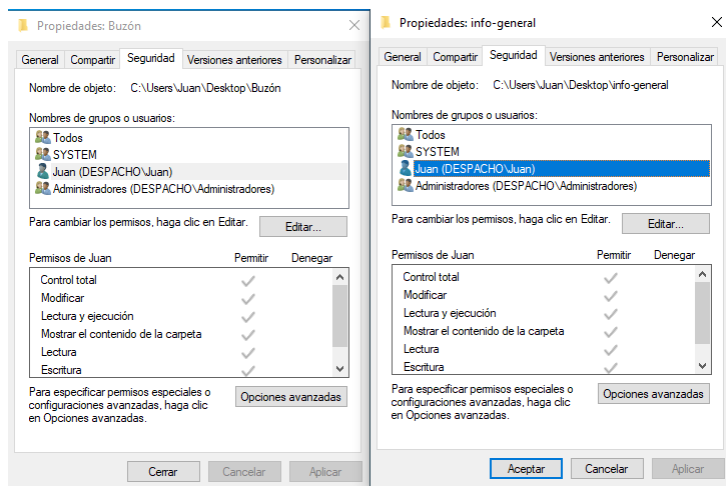 Propiedades: Buzón
General Compartir Seguridad Versiones anteriores Personalizar
Nombre de objeto: C:\Users\Juan\Desktop\Buzón
Nombres de grupos o usuarios:
Todos
SYSTEM
Juan (DESPACHO\Juan)
Administradores (DESPACHO\Administradores)
Para cambiar los permisos, haga clic en Editar. Editar...
Permisos de Juan Permitir Denegar
Control total
Modificar
Lectura y ejecución
Mostrar el contenido de la carpeta
Lectura
Escritura
Para especificar permisos especiales o
configuraciones avanzadas, haga clic
en Opciones avanzadas.
Opciones avanzadas
Cerrar Cancelar Aplicar
Propiedades: info-general
General Compartir Seguridad Versiones anteriores Personalizar
Nombre de objeto: C:\Users\Juan\Desktop\info-general
Nombres de grupos o usuarios:
Todos
SYSTEM
Juan (DESPACHO\Juan)
Administradores (DESPACHO\Administradores)
Para cambiar los permisos, haga clic en Editar. Editar...
Permisos de Juan Permitir Denegar
Control total
Modificar
Lectura y ejecución
Mostrar el contenido de la carpeta
Lectura
Escritura
Para especificar permisos especiales o
configuraciones avanzadas, haga clic
en Opciones avanzadas.
Opciones avanzadas
Aceptar Cancelar Aplicar